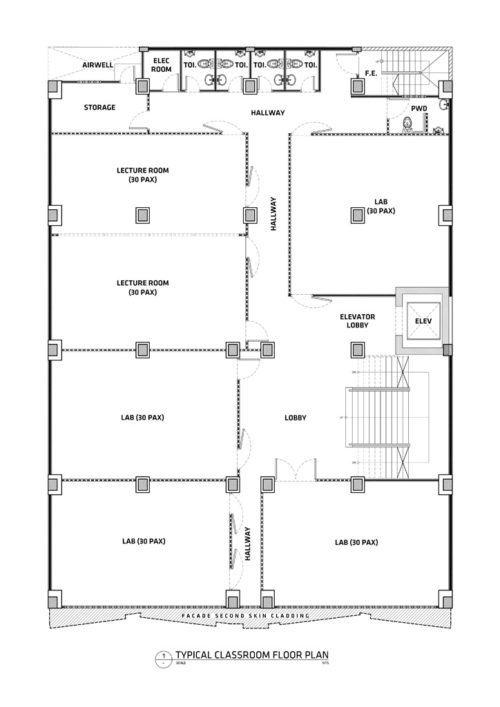 AIRWELL
ELEC
ROOM
TOI.
TOI.
TOI.
TOI.
F.E.
STORAGE
HALLWAY
PWD
LECTURE ROOM
(30 PAX)
HALLWAY
LAB
(30 PAX)
LECTURE ROOM
(30 PAX)
ELEVATOR
LOBBY
ELEV
LAB (30 PAX)
LOBBY
LAB (30 PAX)
HALLWAY
LAB (30 PAX)
FACADE SECOND SKIN CLADDING
1
TYPICAL CLASSROOM FLOOR PLAN
SCALE